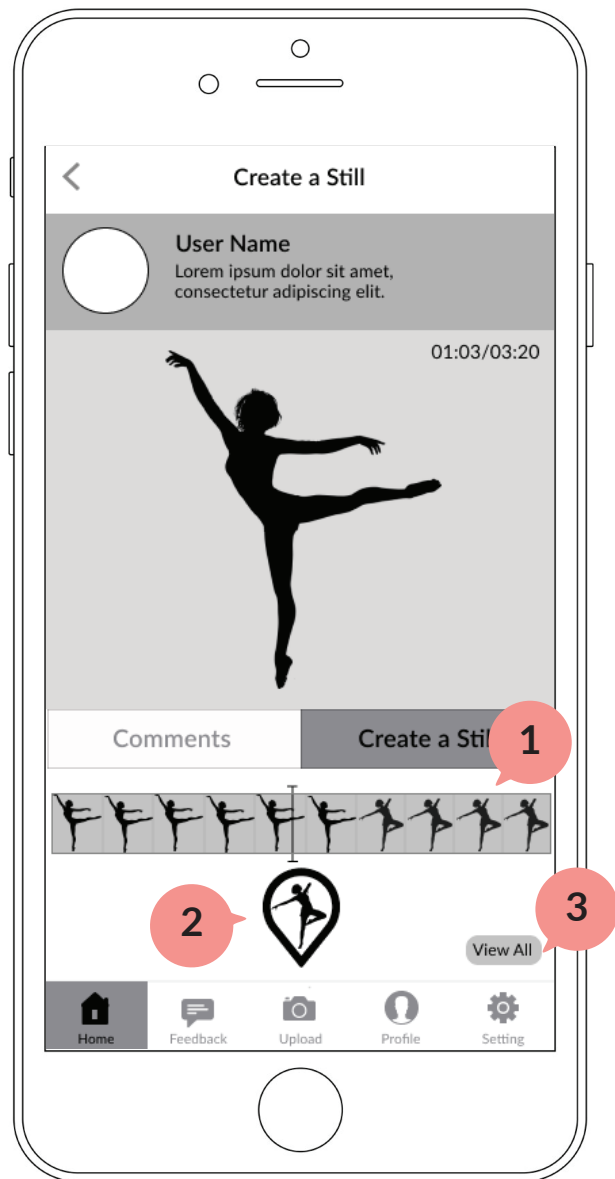 Create a Still
User Name
Lorem ipsum dolor sit amet,
consectetur adipiscing elit.
01:03/03:20
Comments
Create a Sti
1
2
3
View All
Home
Feedback
Upload
Profile
Setting